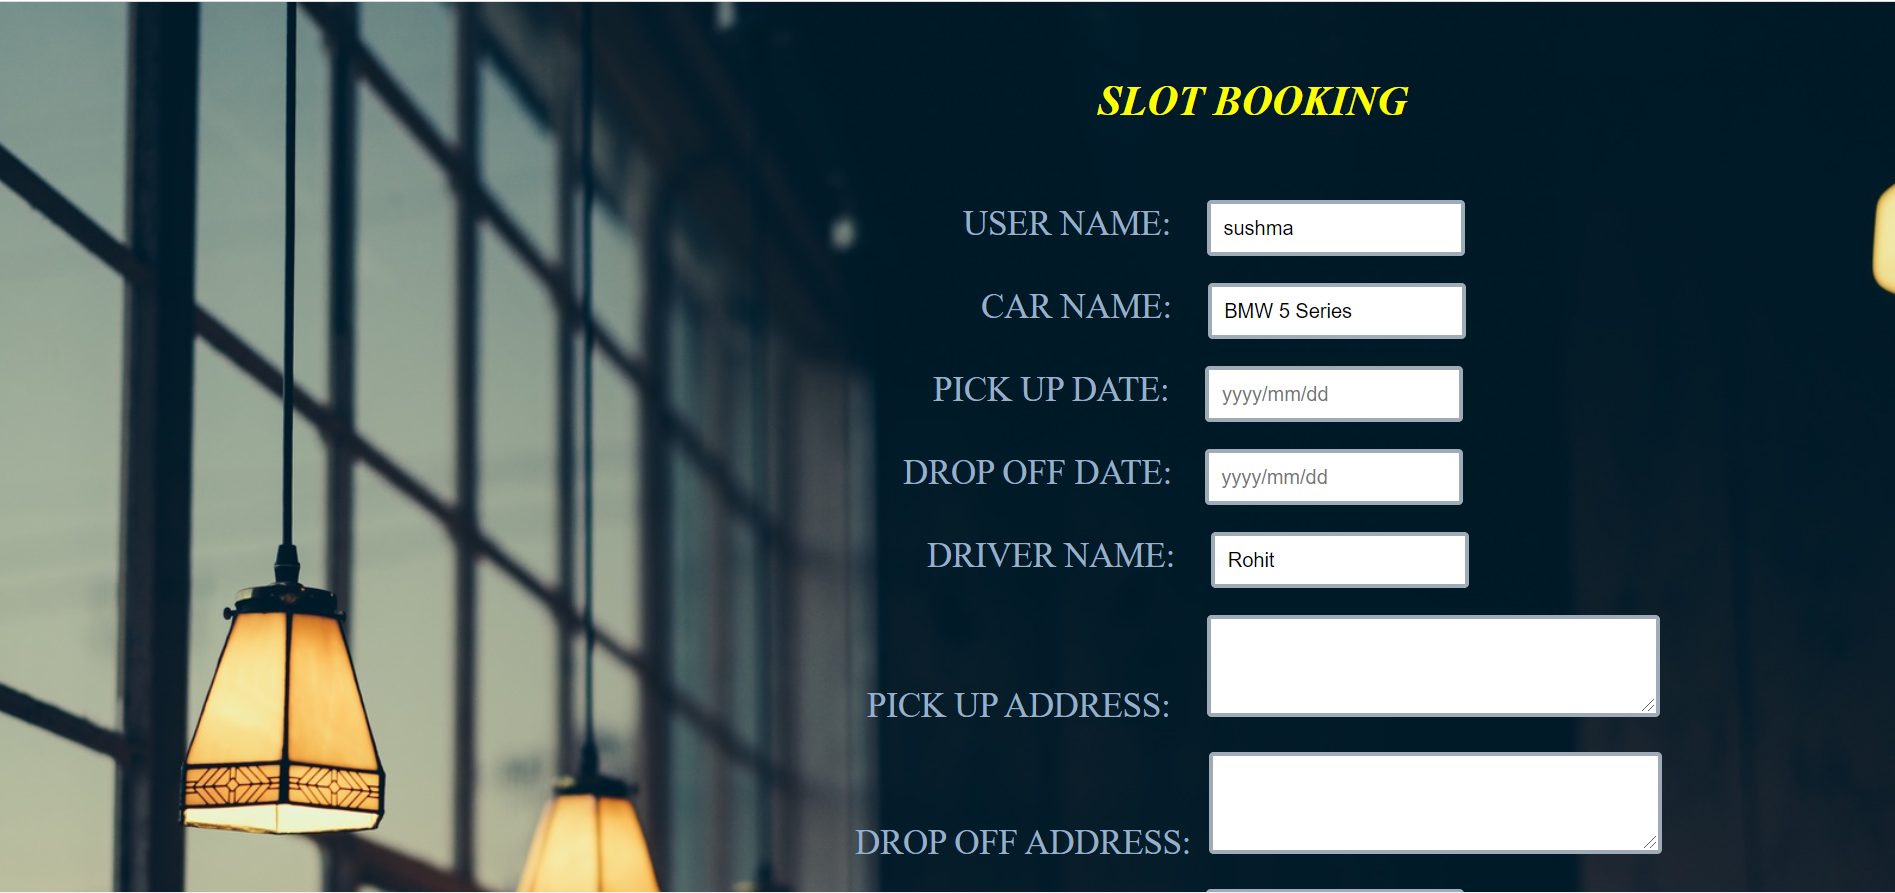 SLOT BOOKING
USER NAME: sushma
CAR NAME: BMW 5 Series
PICK UP DATE: yyyy/mm/dd
DROP OFF DATE: yyyy/mm/dd
DRIVER NAME: Rohit
PICK UP ADDRESS:
DROP OFF ADDRESS: